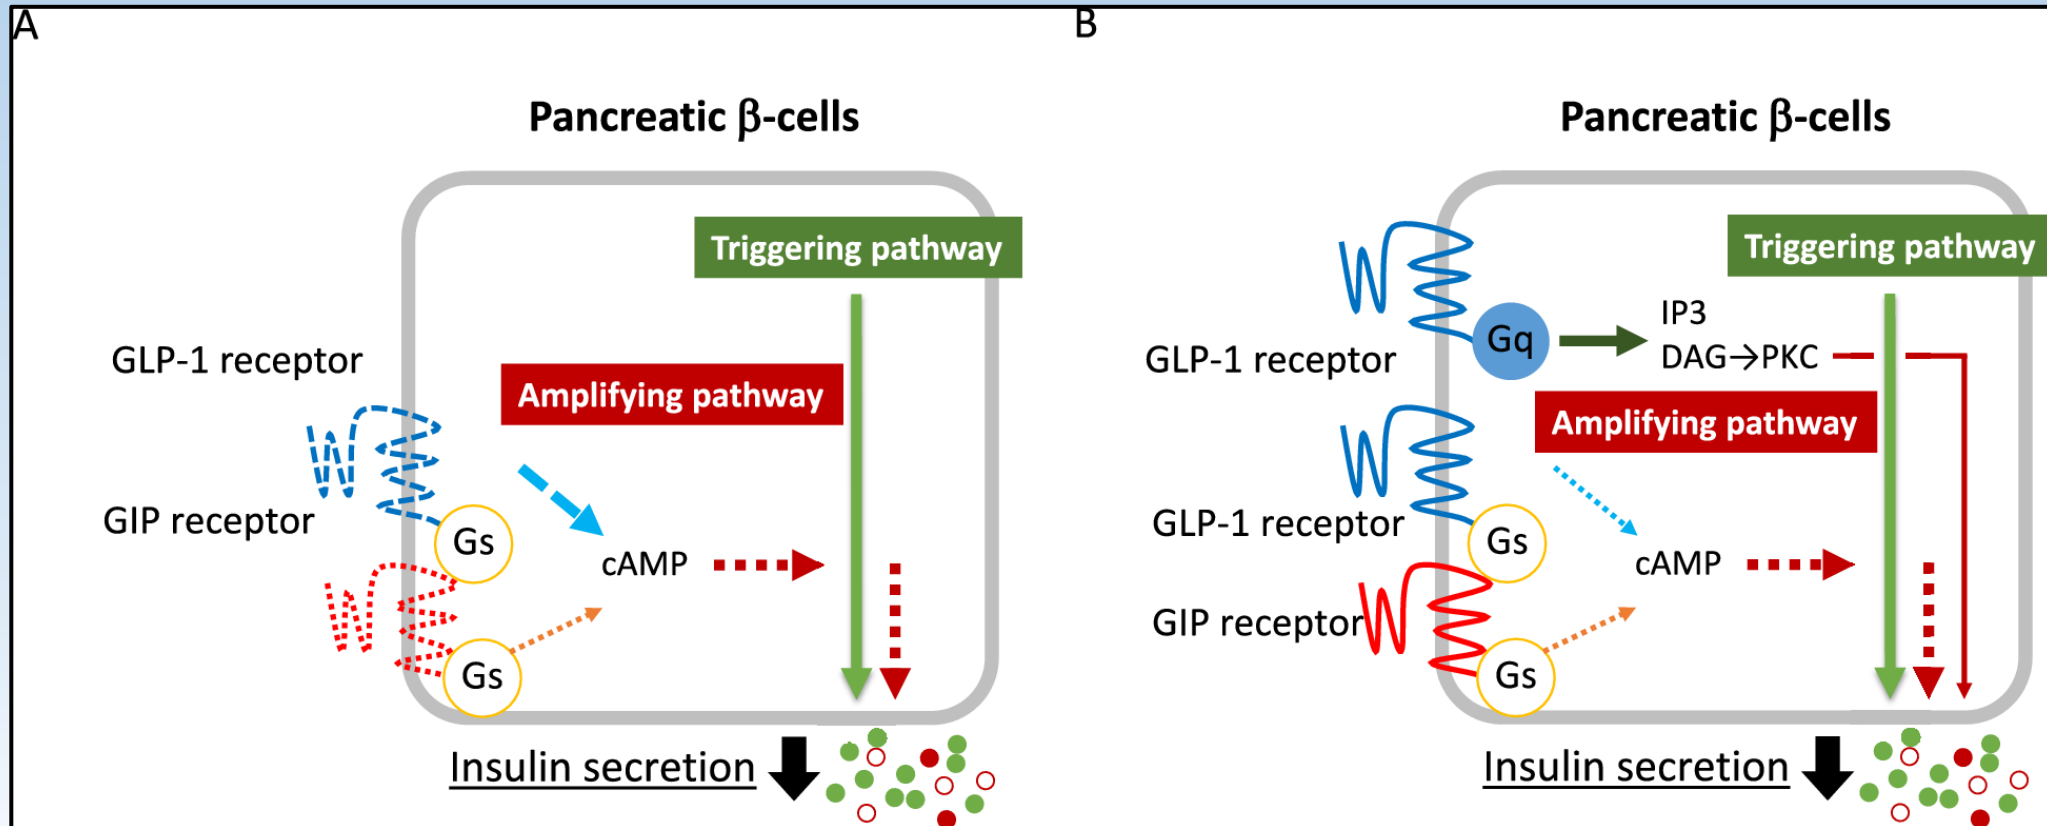 A
Pancreatic β-cells
Triggering pathway
GLP-1 receptor
Amplifying pathway
GIP receptor
Gs
cAMP
Gs
Insulin secretion
B
Pancreatic β-cells
Triggering pathway
IP3
Gq
DAG→PKC
GLP-1 receptor
Amplifying pathway
GLP-1 receptor
Gs
cAMP
GIP receptor
Gs
Insulin secretion